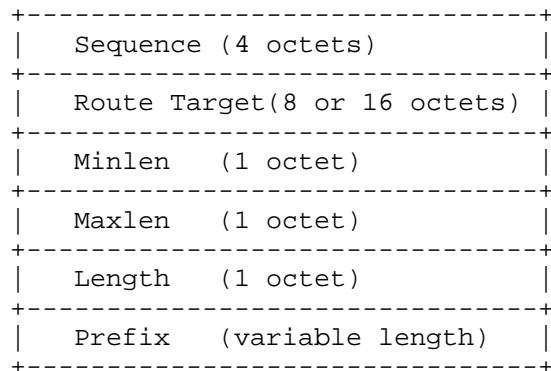 +-------------------------------+
|   Sequence (4 octets)         |
+-------------------------------+
|   Route Target(8 or 16 octets) |
+-------------------------------+
|   Minlen   (1 octet)          |
+-------------------------------+
|   Maxlen   (1 octet)          |
+-------------------------------+
|   Length   (1 octet)          |
+-------------------------------+
|   Prefix   (variable length)  |
+-------------------------------+